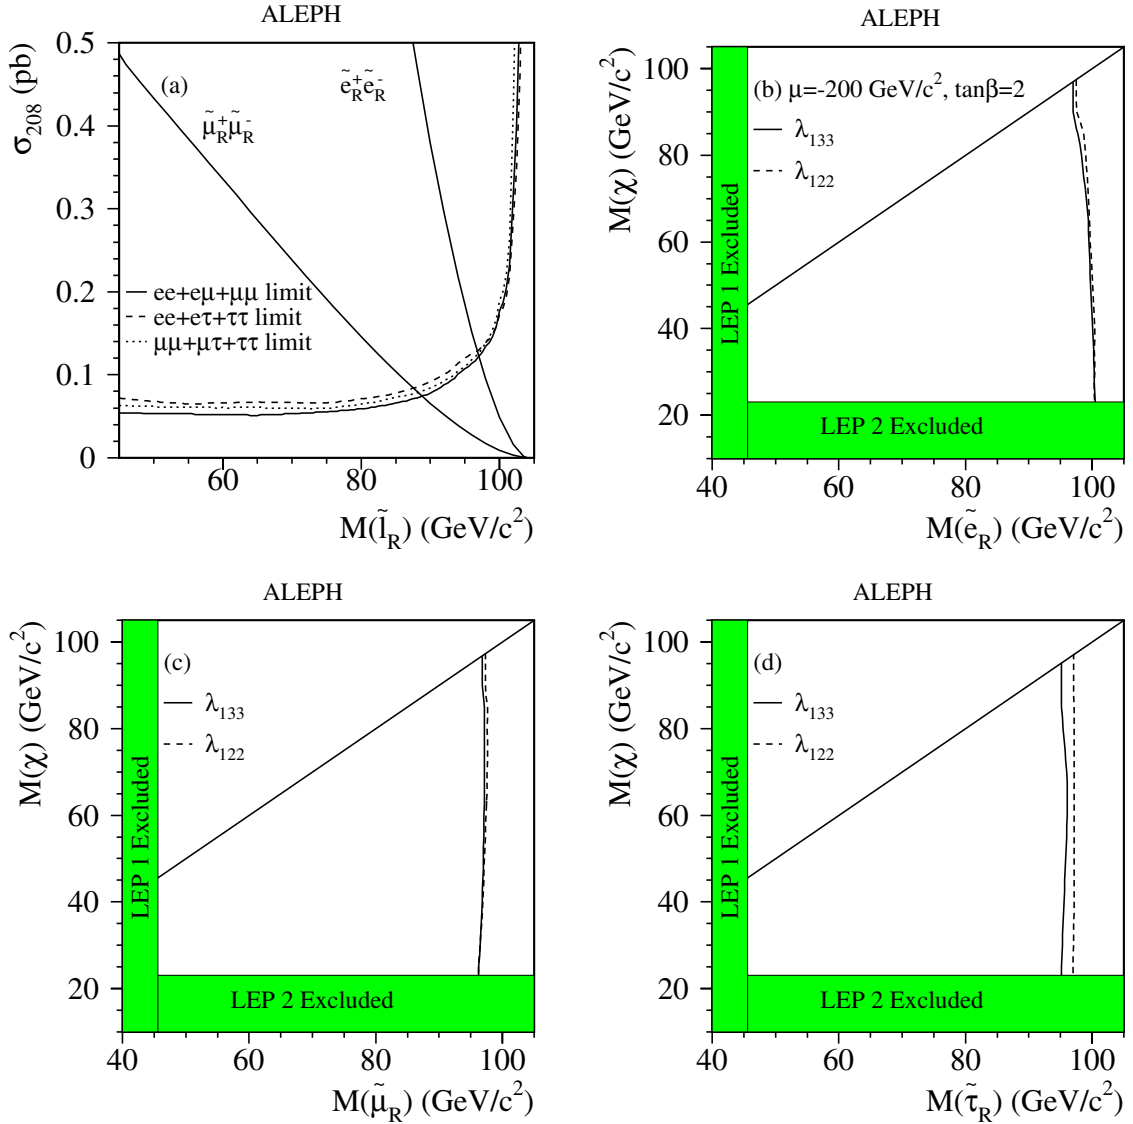 ALEPH
σ208 (pb)
0.5
0.4
0.3
0.2
0.1
0
(a)
ẽR+ẽR-
μ̃R+μ̃R-
ee+eμ+μμ limit
ee+eτ+ττ limit
μμ+μτ+ττ limit
60 80 100
M(l̃R) (GeV/c²)
ALEPH
M(χ) (GeV/c²)
100
80
60
40
20
(b) μ=-200 GeV/c², tanβ=2
λ133
λ122
LEP 1 Excluded
LEP 2 Excluded
40 60 80 100
M(ẽR) (GeV/c²)
ALEPH
M(χ) (GeV/c²)
100
80
60
40
20
(c)
λ133
λ122
LEP 1 Excluded
LEP 2 Excluded
40 60 80 100
M(μ̃R) (GeV/c²)
ALEPH
M(χ) (GeV/c²)
100
80
60
40
20
(d)
λ133
λ122
LEP 1 Excluded
LEP 2 Excluded
40 60 80 100
M(τ̃R) (GeV/c²)